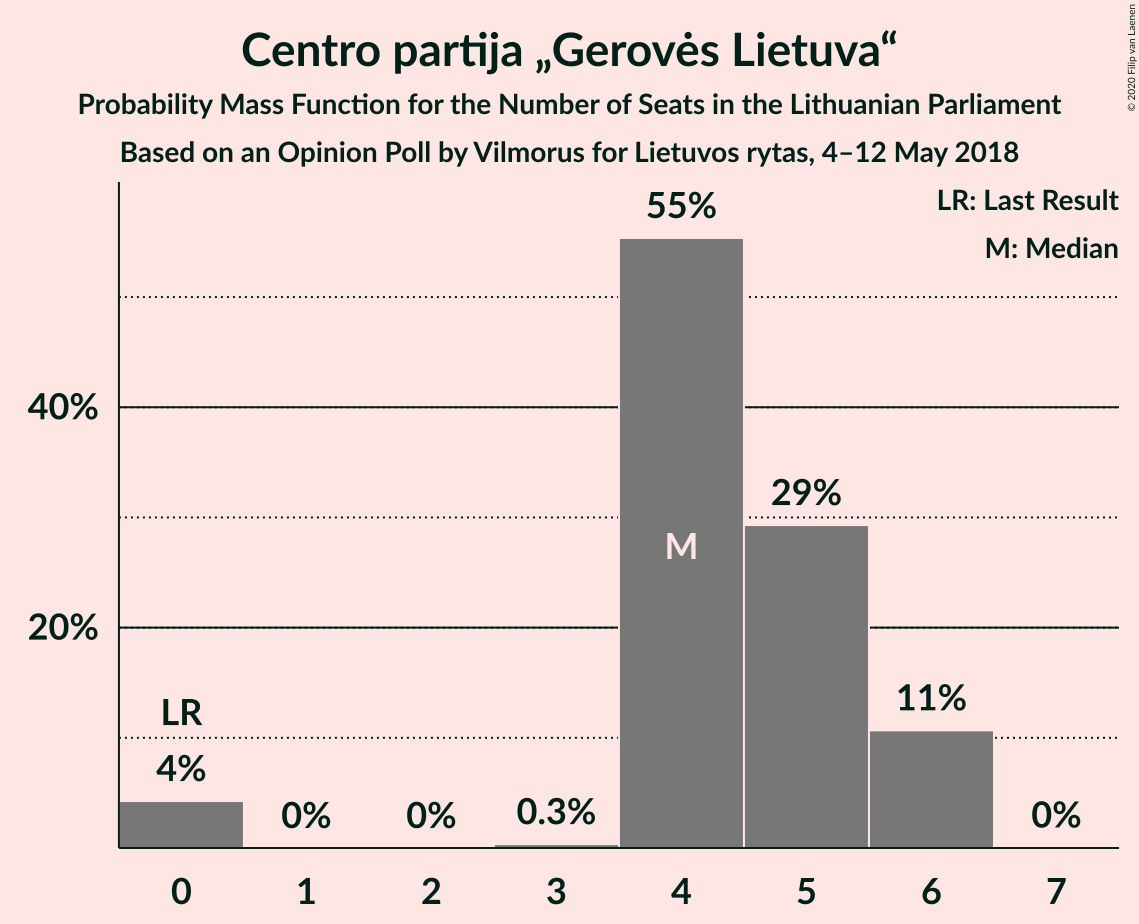 Centro partija „Gerovės Lietuva“
Probability Mass Function for the Number of Seats in the Lithuanian Parliament
Based on an Opinion Poll by Vilmorus for Lietuvos rytas, 4–12 May 2018
© 2020 Filip van Laenen
LR: Last Result
M: Median
55%
40%
29%
M
20%
11%
LR
4%
0%
0%
0.3%
0%
0 1 2 3 4 5 6 7